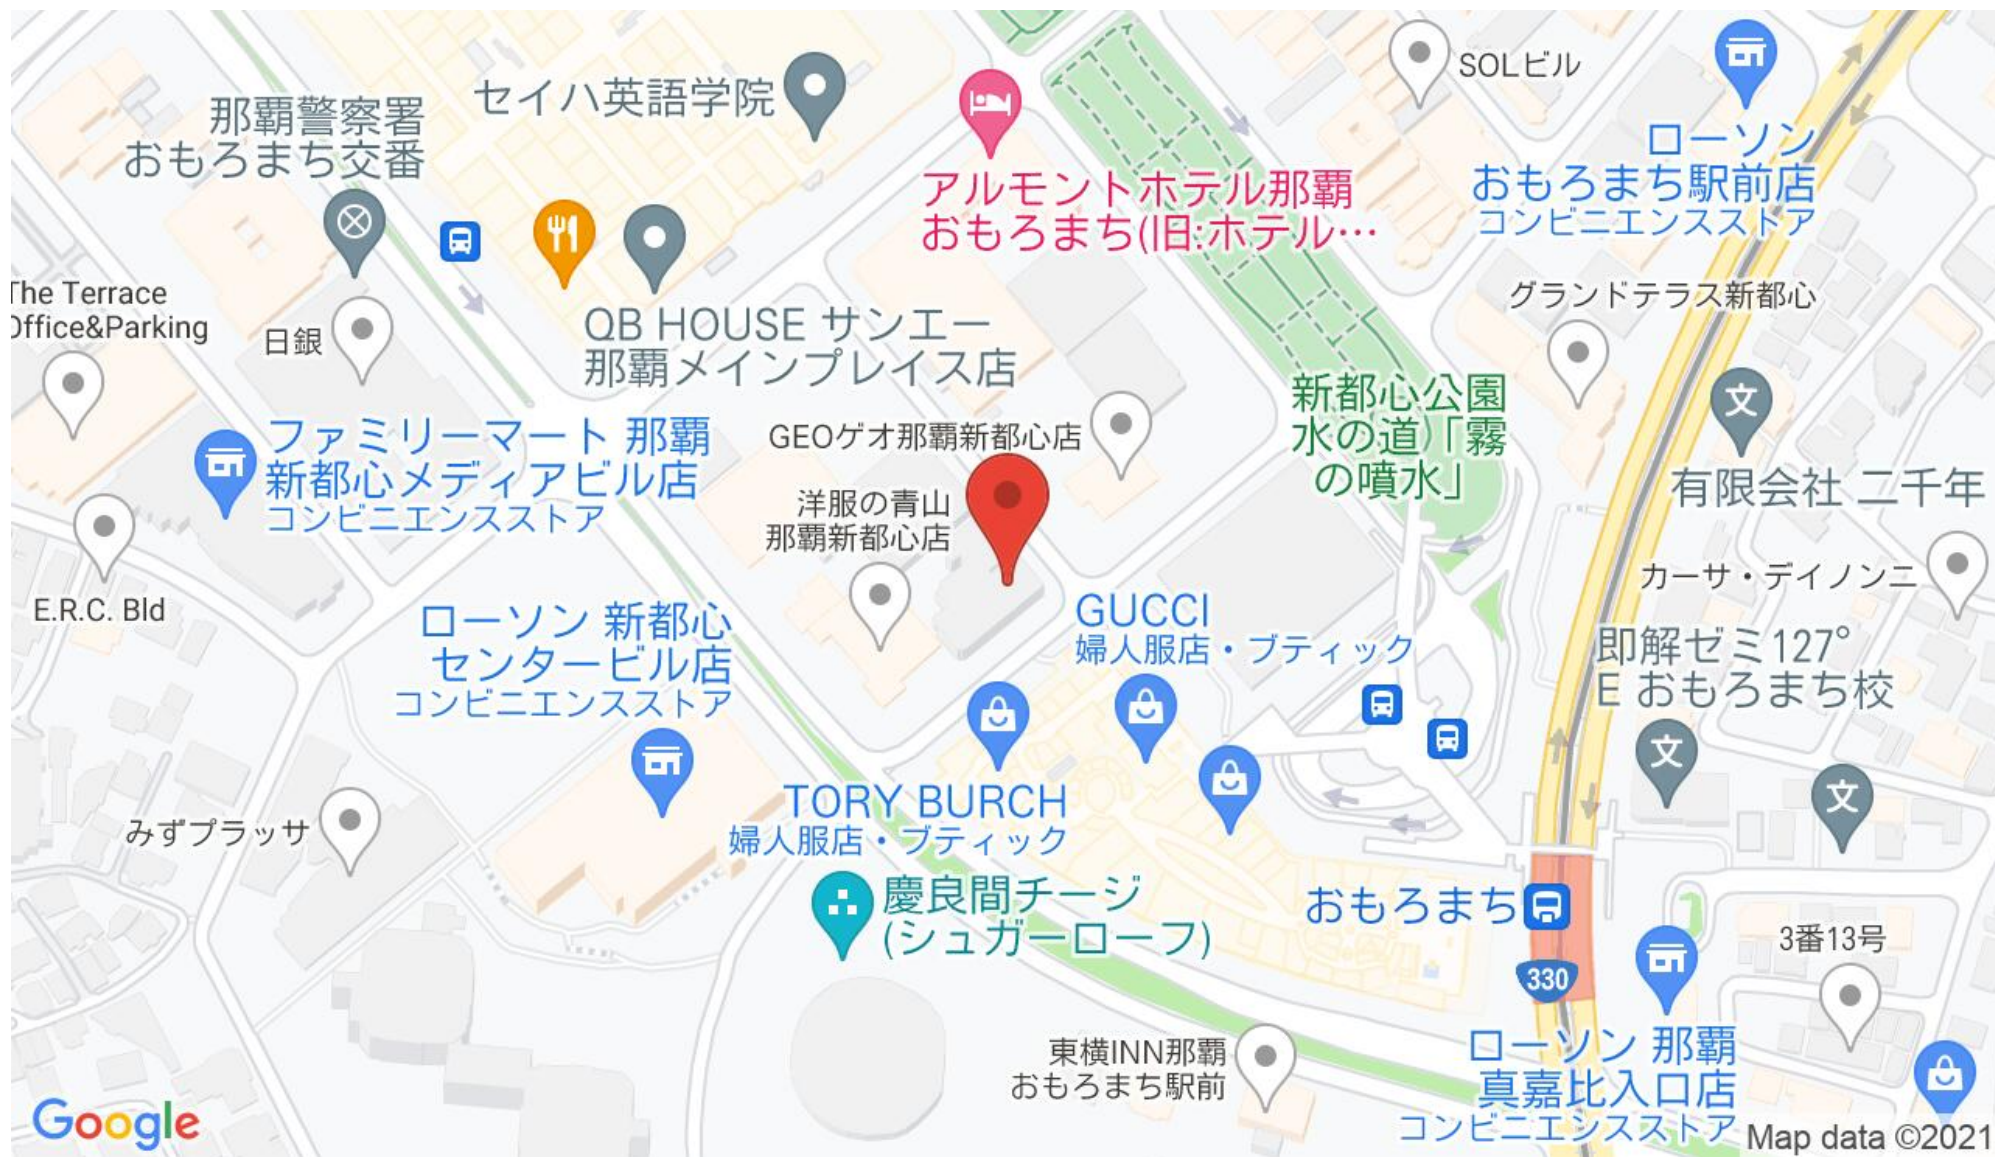 SOLビル
セイハ英語学院
那覇警察署
おもろまち交番
ローソン
おもろまち駅前店
コンビニエンスストア
アルモントホテル那覇
おもろまち(旧:ホテル…
The Terrace
Office&Parking
日銀
QB HOUSE サンエー
那覇メインプレイス店
グランドテラス新都心
新都心公園
水の道「霧
の噴水」
ファミリーマート 那覇
新都心メディアビル店
コンビニエンスストア
GEOゲオ那覇新都心店
洋服の青山
那覇新都心店
文
有限会社 二千年
カーサ・デイノンニ
E.R.C. Bld
ローソン 新都心
センタービル店
コンビニエンスストア
GUCCI
婦人服店・ブティック
即解ゼミ127°
E おもろまち校
文
文
みずプラッサ
TORY BURCH
婦人服店・ブティック
慶良間チージ
(シュガーローフ)
おもろまち
330
3番13号
東横INN那覇
おもろまち駅前
ローソン 那覇
真嘉比入口店
コンビニエンスストア
Google
Map data ©2021